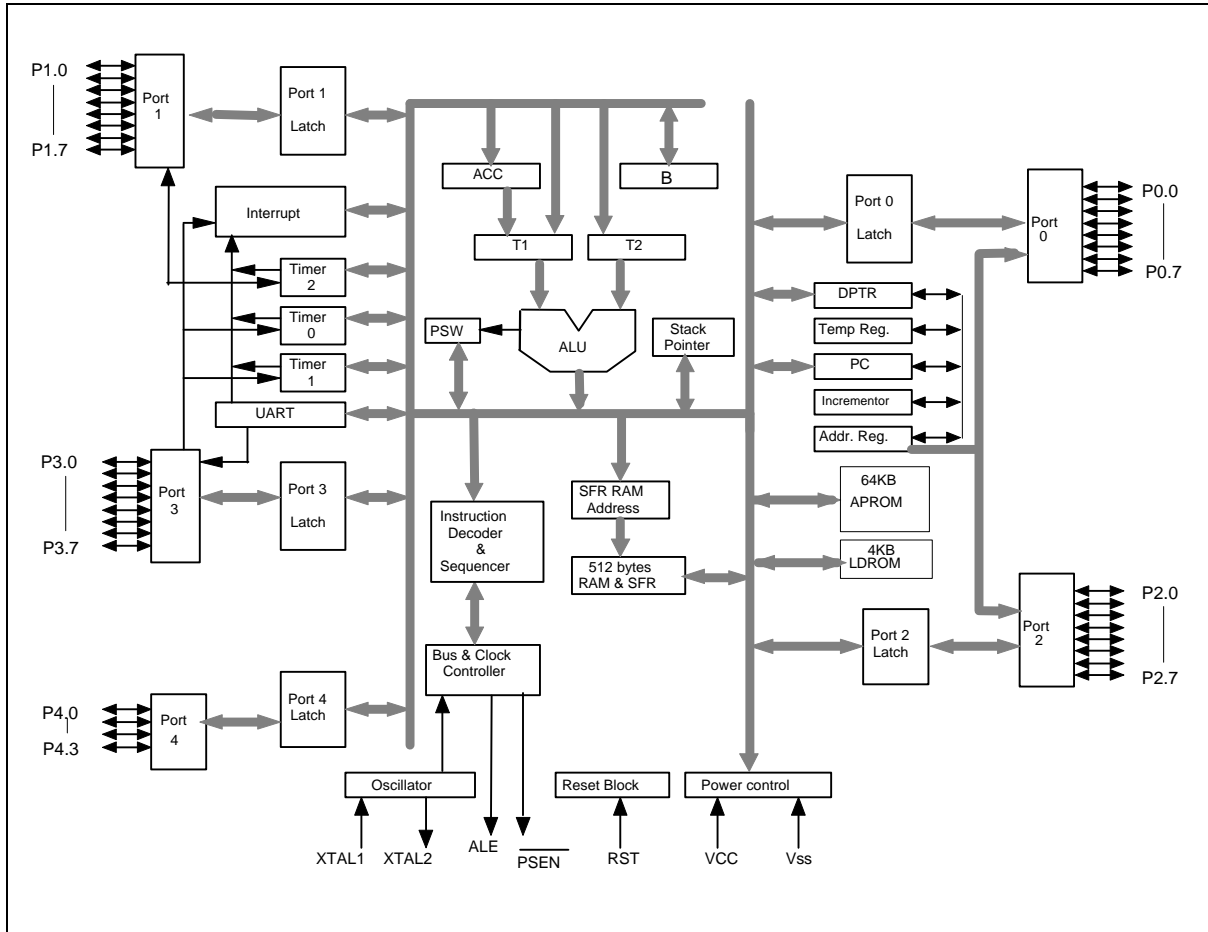 P1.0
P1.7
Port
1
Port 1
Latch
Interrupt
Timer
2
Timer
0
Timer
1
UART
P3.0
P3.7
Port
3
Port 3
Latch
P4.0
P4.3
Port
4
Port 4
Latch
ACC
B
T1
T2
PSW
ALU
Stack
Pointer
Instruction
Decoder
&
Sequencer
SFR RAM
Address
512 bytes
RAM & SFR
Bus & Clock
Controller
Oscillator
Reset Block
Power control
XTAL1
XTAL2
ALE
PSEN
RST
VCC
Vss
Port 0
Latch
Port
0
P0.0
P0.7
DPTR
Temp Reg.
PC
Incrementor
Addr. Reg.
64KB
APROM
4KB
LDROM
Port 2
Latch
Port
2
P2.0
P2.7